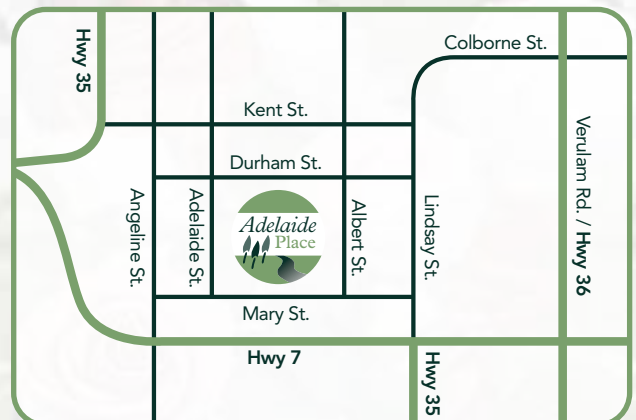 Colborne St.
Hwy 35
Kent St.
Durham St.
Verulam Rd. / Hwy 36
Angeline St.
Adelaide St.
Adelaide
Place
Albert St.
Lindsay St.
Mary St.
Hwy 7
Hwy 35